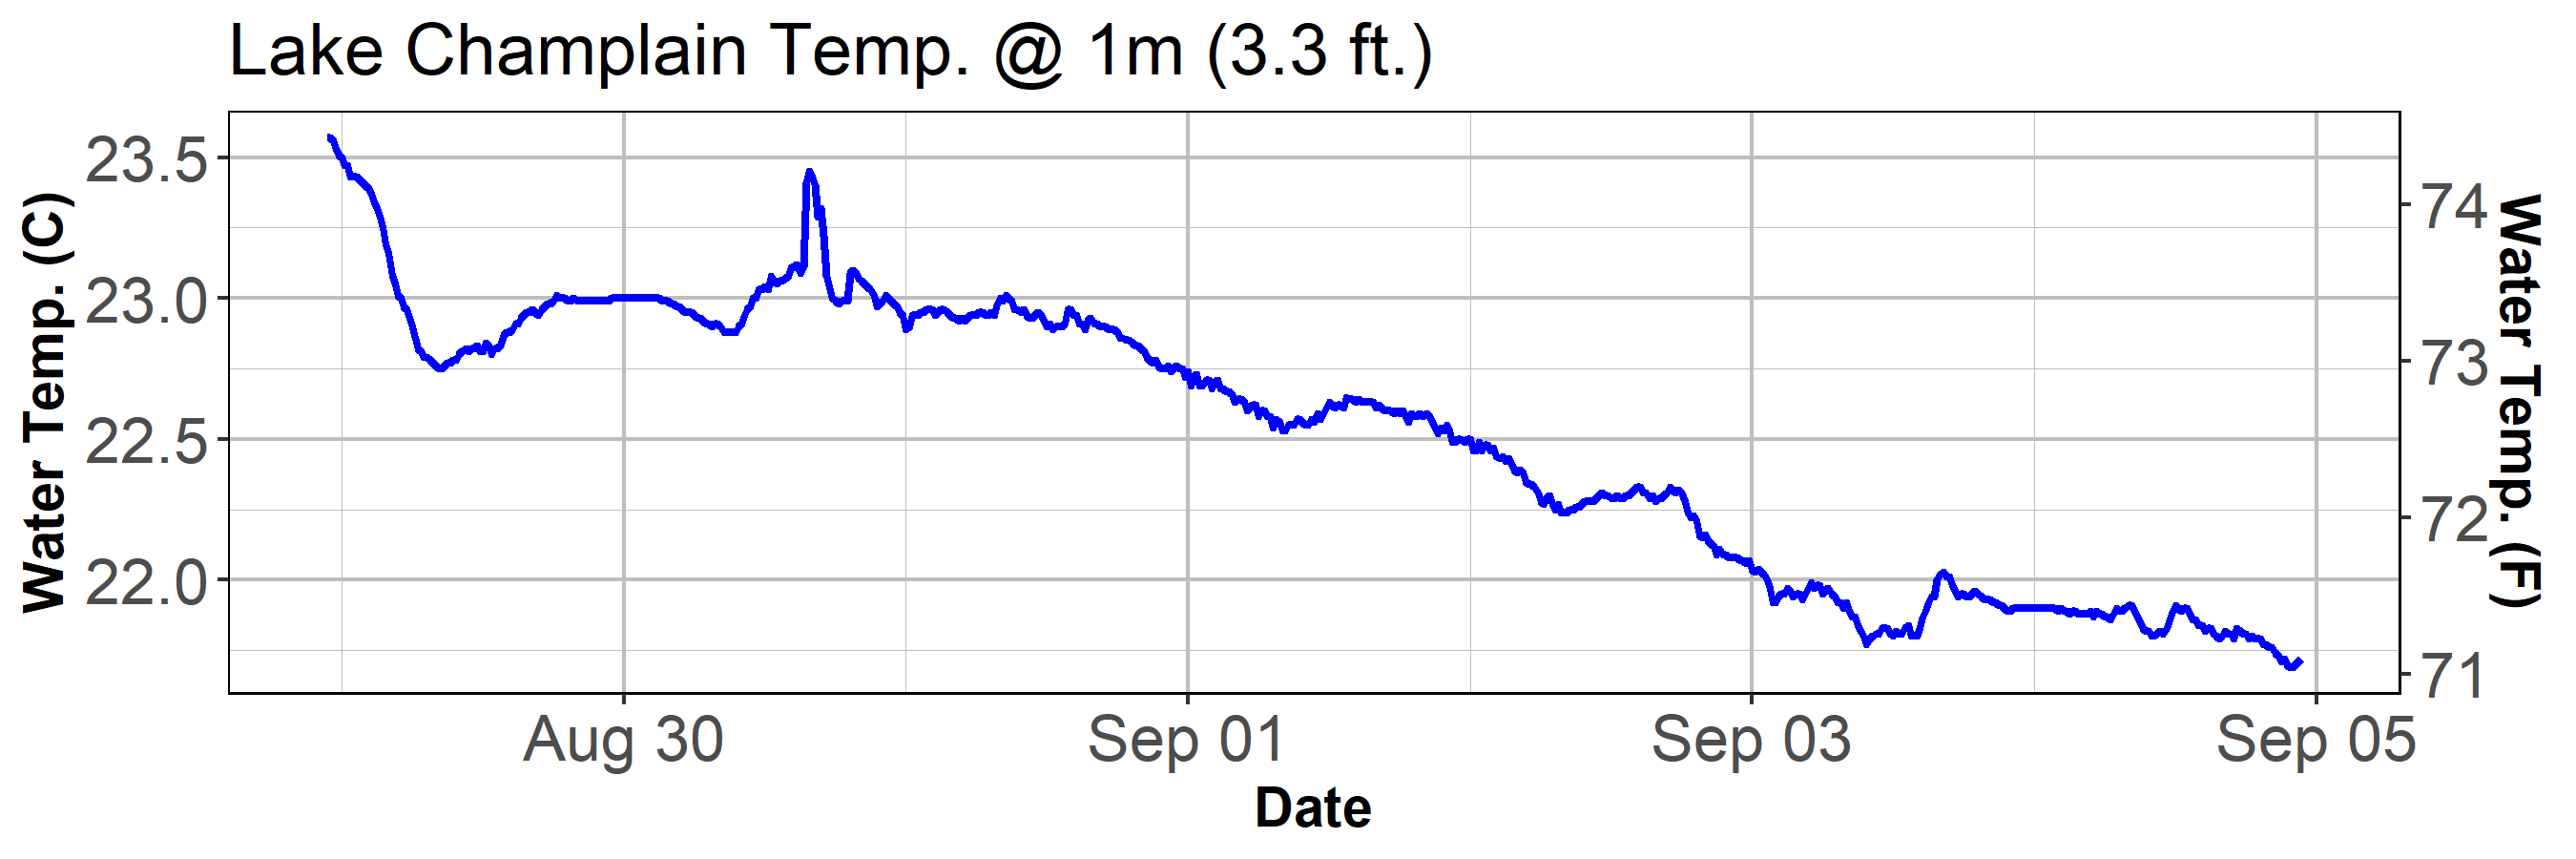 Lake Champlain Temp. @ 1m (3.3 ft.)
Water Temp. (C)
23.5
23.0
22.5
22.0
74
73
72
71
Water Temp. (F)
Aug 30 Sep 01 Sep 03 Sep 05
Date